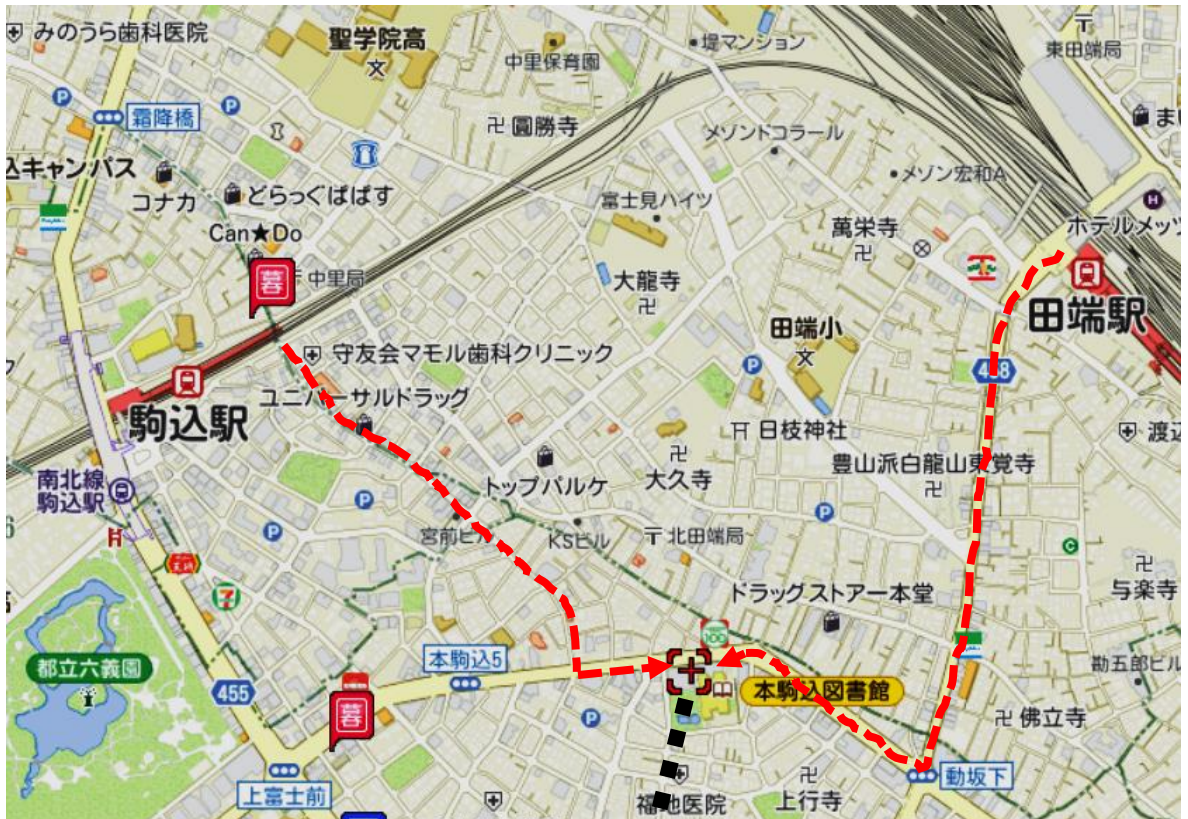 みのうら歯科医院
聖学院高
中里保育園
堤マンション
東田端局
霜降橋
圓勝寺
メゾンドコラール
込キャンパス
コナカ
どらっぐぱぱす
富士見ハイツ
メゾン宏和A
Can★Do
萬栄寺
ホテルメッツ
暮
中里局
大龍寺
田端駅
守友会マモル歯科クリニック
田端小
458
駒込駅
ユニバーサルドラッグ
日枝神社
渡辺
南北線
駒込駅
トップパルケ
大久寺
豊山派白龍山東覚寺
宮前ビル
KSビル
北田端局
与楽寺
ドラッグストアー本堂
100
都立六義園
本駒込5
勘五郎ビル
455
暮
本駒込図書館
佛立寺
上富士前
動坂下
福地医院
上行寺